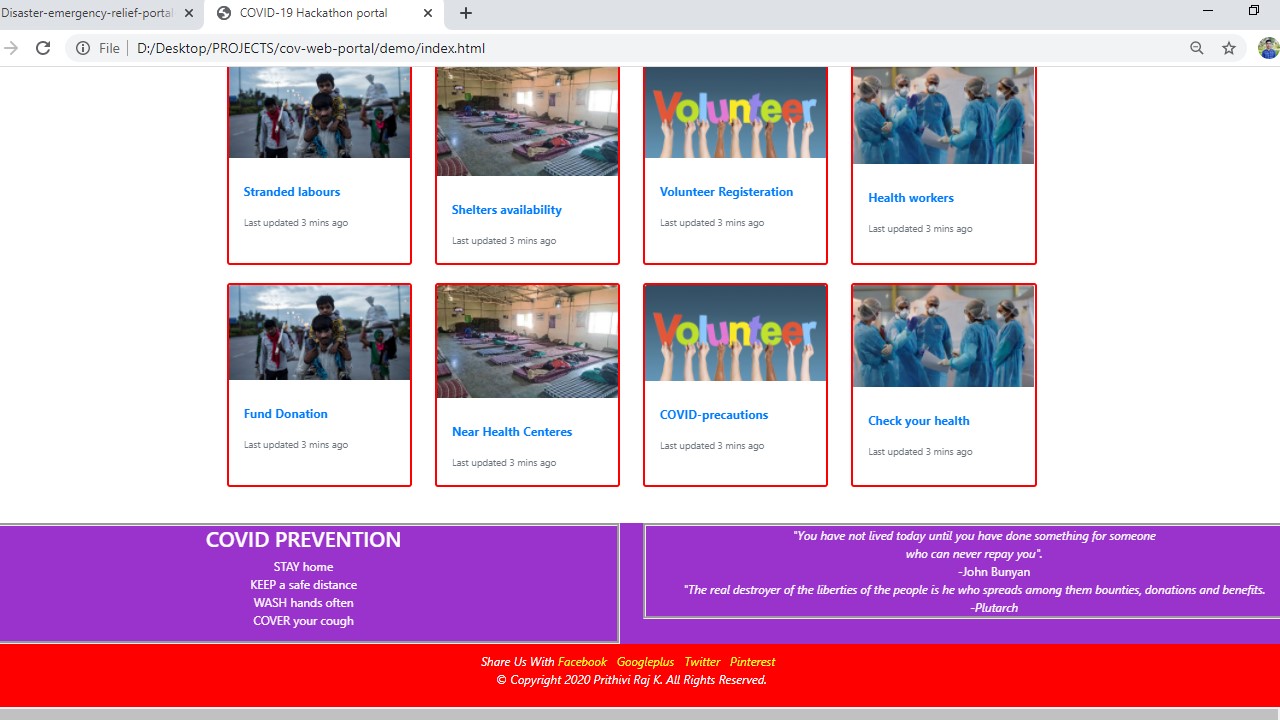 Disaster-emergency-relief-portal
COVID-19 Hackathon portal
File
D:/Desktop/PROJECTS/cov-web-portal/demo/index.html
Volunteer
Stranded labours
Last updated 3 mins ago
Shelters availability
Last updated 3 mins ago
Volunteer Registeration
Last updated 3 mins ago
Health workers
Last updated 3 mins ago
Volunteer
Fund Donation
Last updated 3 mins ago
Near Health Centeres
Last updated 3 mins ago
COVID-precautions
Last updated 3 mins ago
Check your health
Last updated 3 mins ago
COVID PREVENTION
STAY home
KEEP a safe distance
WASH hands often
COVER your cough
"You have not lived today until you have done something for someone
who can never repay you".
-John Bunyan
"The real destroyer of the liberties of the people is he who spreads among them bounties, donations and benefits.
-Plutarch
Share Us With Facebook Googleplus Twitter Pinterest
© Copyright 2020 Prithivi Raj K. All Rights Reserved.